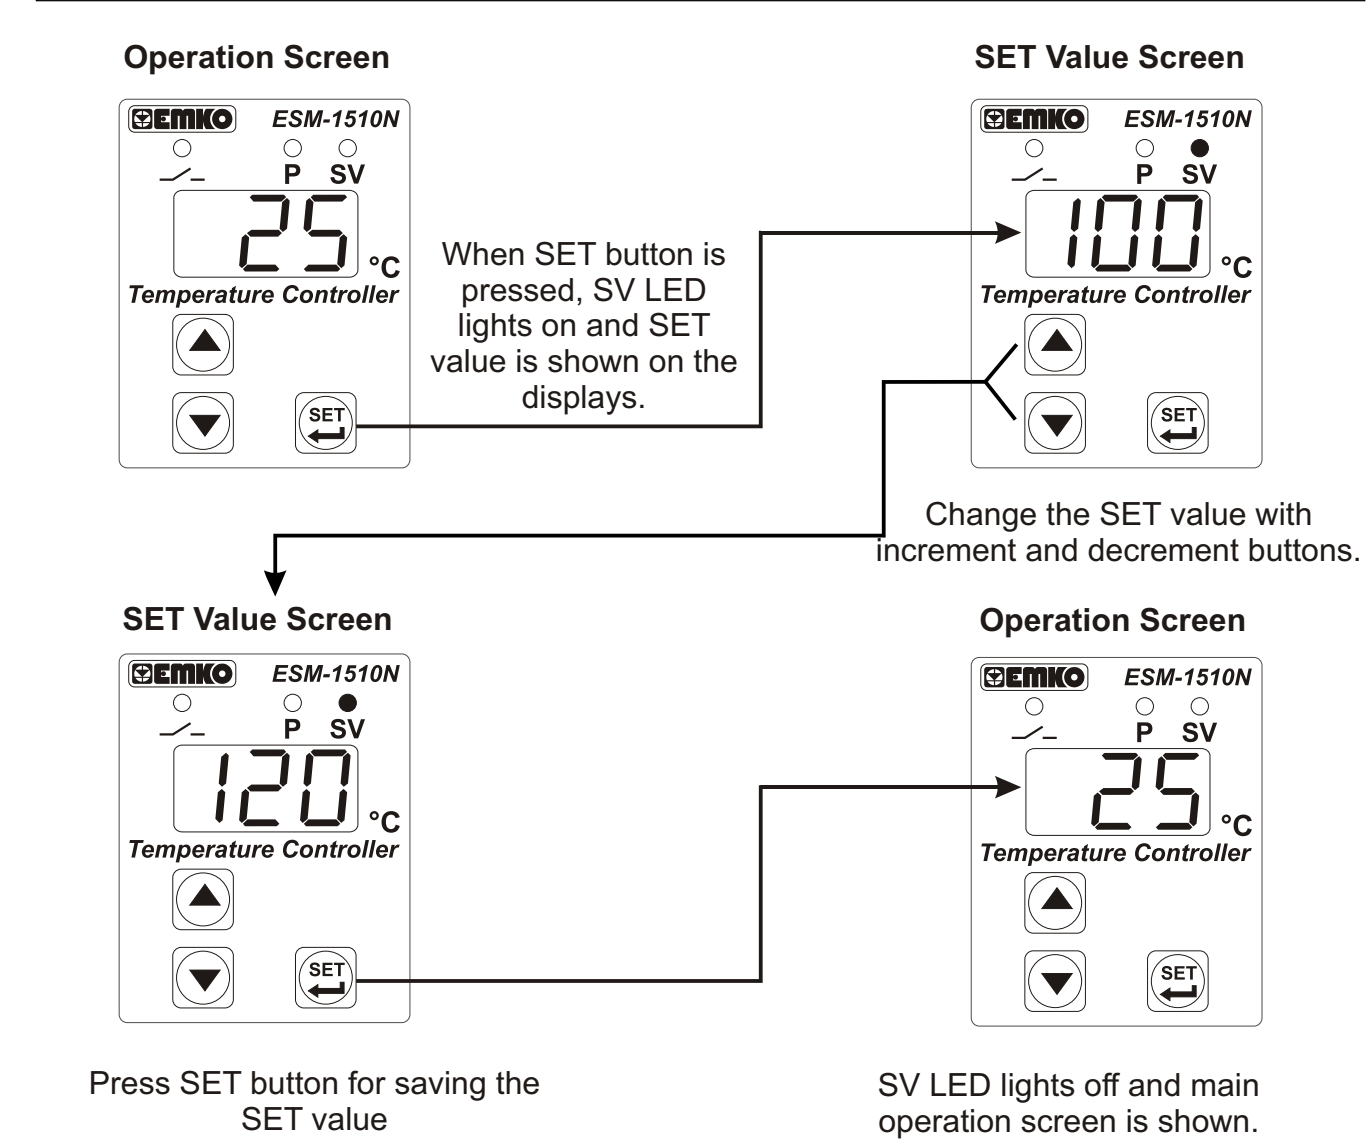 Operation Screen
EMKO ESM-1510N
P SV
25
°C
Temperature Controller
SET
When SET button is
pressed, SV LED
lights on and SET
value is shown on the
displays.
SET Value Screen
EMKO ESM-1510N
P SV
100
°C
Temperature Controller
SET
Change the SET value with
increment and decrement buttons.
SET Value Screen
EMKO ESM-1510N
P SV
120
°C
Temperature Controller
SET
Press SET button for saving the
SET value
Operation Screen
EMKO ESM-1510N
P SV
25
°C
Temperature Controller
SET
SV LED lights off and main
operation screen is shown.